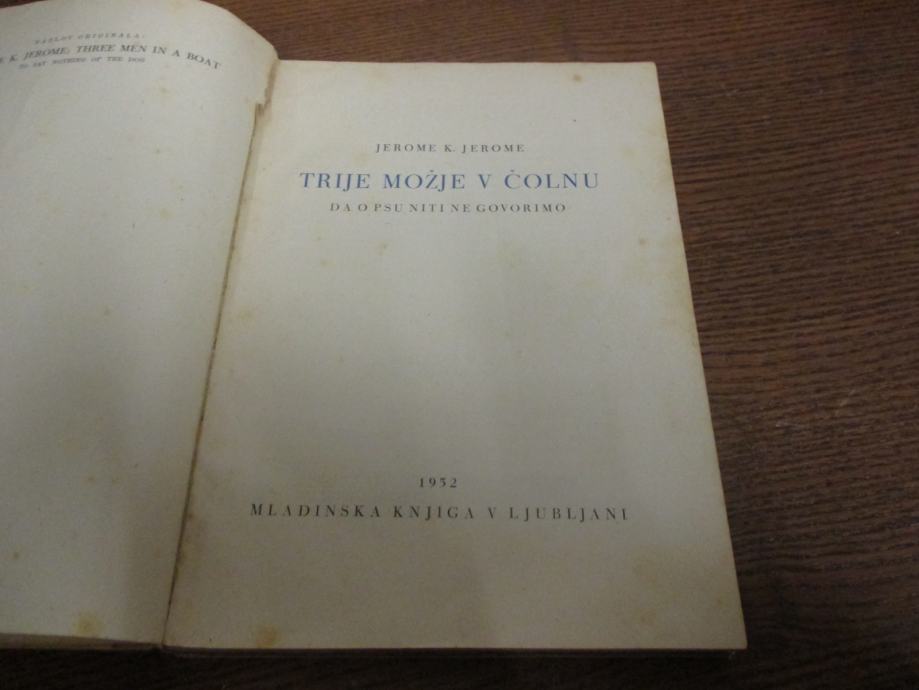 NASLOV ORIGINALA:
E K. JEROME: THREE MEN IN A BOAT
TO SAY NOTHING OF THE DOG
JEROME K. JEROME
TRIJE MOŽJE V ČOLNU
DA O PSU NITI NE GOVORIMO
1952
MLADINSKA KNJIGA V LJUBLJANI